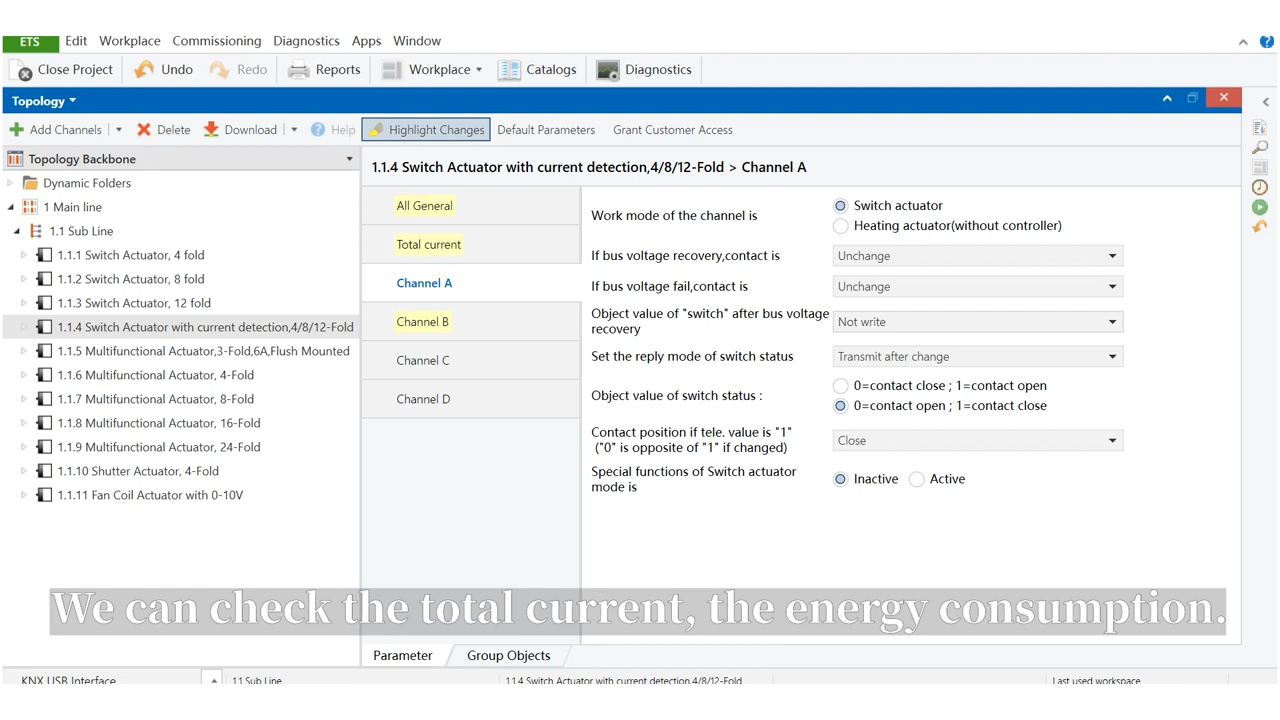 ETS Edit Workplace Commissioning Diagnostics Apps Window
Close Project Undo Redo Reports Workplace Catalogs Diagnostics
Topology
Add Channels Delete Download Help Highlight Changes Default Parameters Grant Customer Access
Topology Backbone
Dynamic Folders
1 Main line
1.1 Sub Line
1.1.1 Switch Actuator, 4 fold
1.1.2 Switch Actuator, 8 fold
1.1.3 Switch Actuator, 12 fold
1.1.4 Switch Actuator with current detection,4/8/12-Fold
1.1.5 Multifunctional Actuator,3-Fold,6A,Flush Mounted
1.1.6 Multifunctional Actuator, 4-Fold
1.1.7 Multifunctional Actuator, 8-Fold
1.1.8 Multifunctional Actuator, 16-Fold
1.1.9 Multifunctional Actuator, 24-Fold
1.1.10 Shutter Actuator, 4-Fold
1.1.11 Fan Coil Actuator with 0-10V
1.1.4 Switch Actuator with current detection,4/8/12-Fold > Channel A
All General
Total current
Channel A
Channel B
Channel C
Channel D
Work mode of the channel is
Switch actuator
Heating actuator(without controller)
If bus voltage recovery,contact is Unchange
If bus voltage fail,contact is Unchange
Object value of "switch" after bus voltage
recovery
Not write
Set the reply mode of switch status Transmit after change
Object value of switch status :
0=contact close ; 1=contact open
0=contact open ; 1=contact close
Contact position if tele. value is "1"
("0" is opposite of "1" if changed)
Close
Special functions of Switch actuator
mode is
Inactive Active
We can check the total current, the energy consumption.
Parameter Group Objects
KNX USB Interface 1.1 Sub Line 1.1.4 Switch Actuator with current detection,4/8/12-Fold Last used workspace